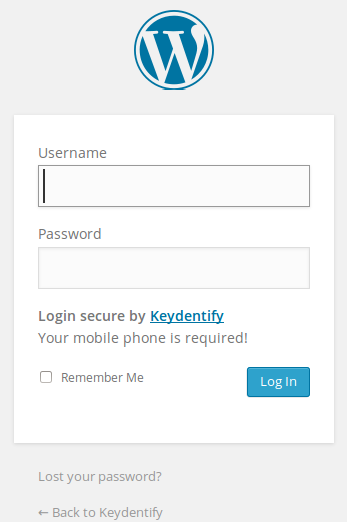 W
Username
Password
Login secure by Keydentify
Your mobile phone is required!
Remember Me
Log In
Lost your password?
← Back to Keydentify